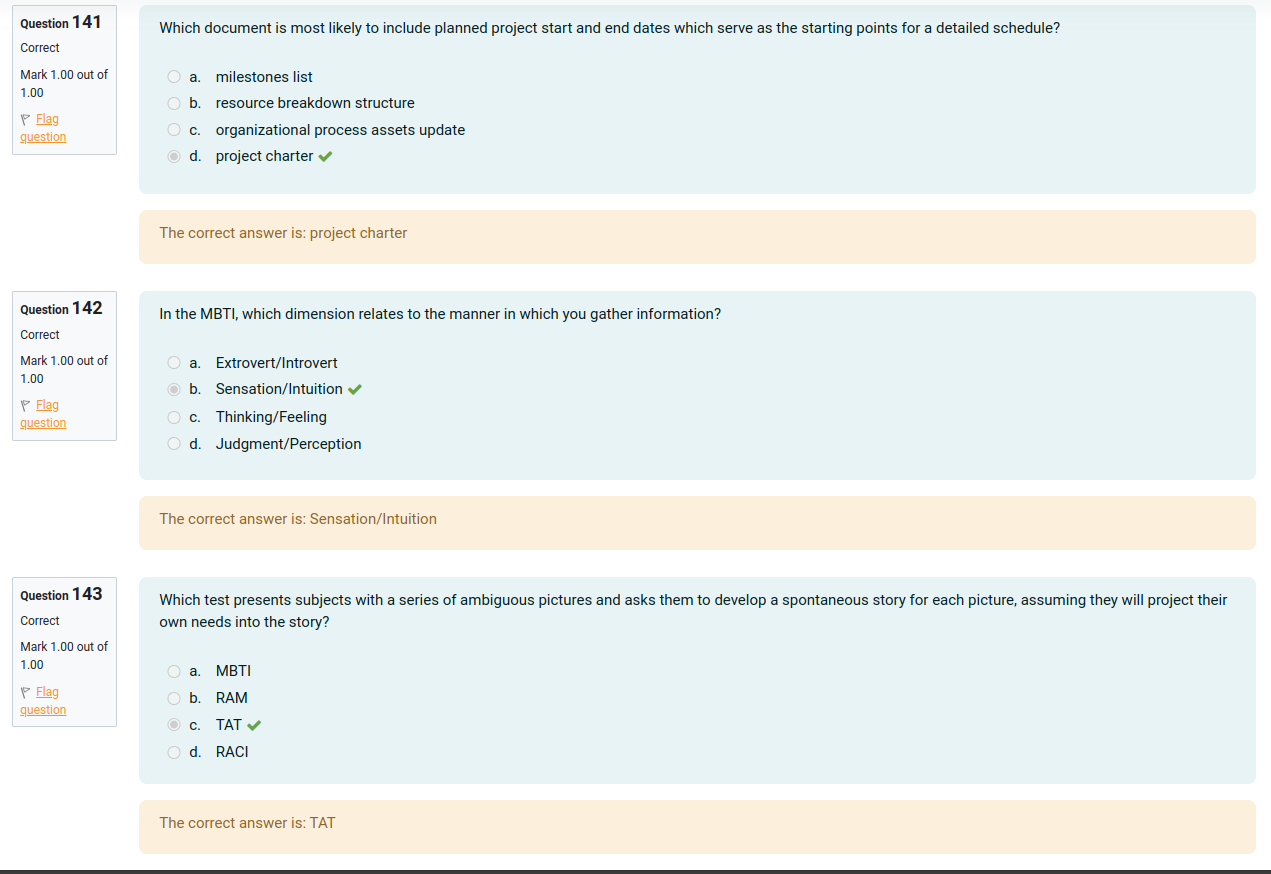 Question 141
Correct
Mark 1.00 out of
1.00
Flag
question
Which document is most likely to include planned project start and end dates which serve as the starting points for a detailed schedule?
a. milestones list
b. resource breakdown structure
c. organizational process assets update
d. project charter
The correct answer is: project charter
Question 142
Correct
Mark 1.00 out of
1.00
Flag
question
In the MBTI, which dimension relates to the manner in which you gather information?
a. Extrovert/Introvert
b. Sensation/Intuition
c. Thinking/Feeling
d. Judgment/Perception
The correct answer is: Sensation/Intuition
Question 143
Correct
Mark 1.00 out of
1.00
Flag
question
Which test presents subjects with a series of ambiguous pictures and asks them to develop a spontaneous story for each picture, assuming they will project their
own needs into the story?
a. MBTI
b. RAM
c. TAT
d. RACI
The correct answer is: TAT